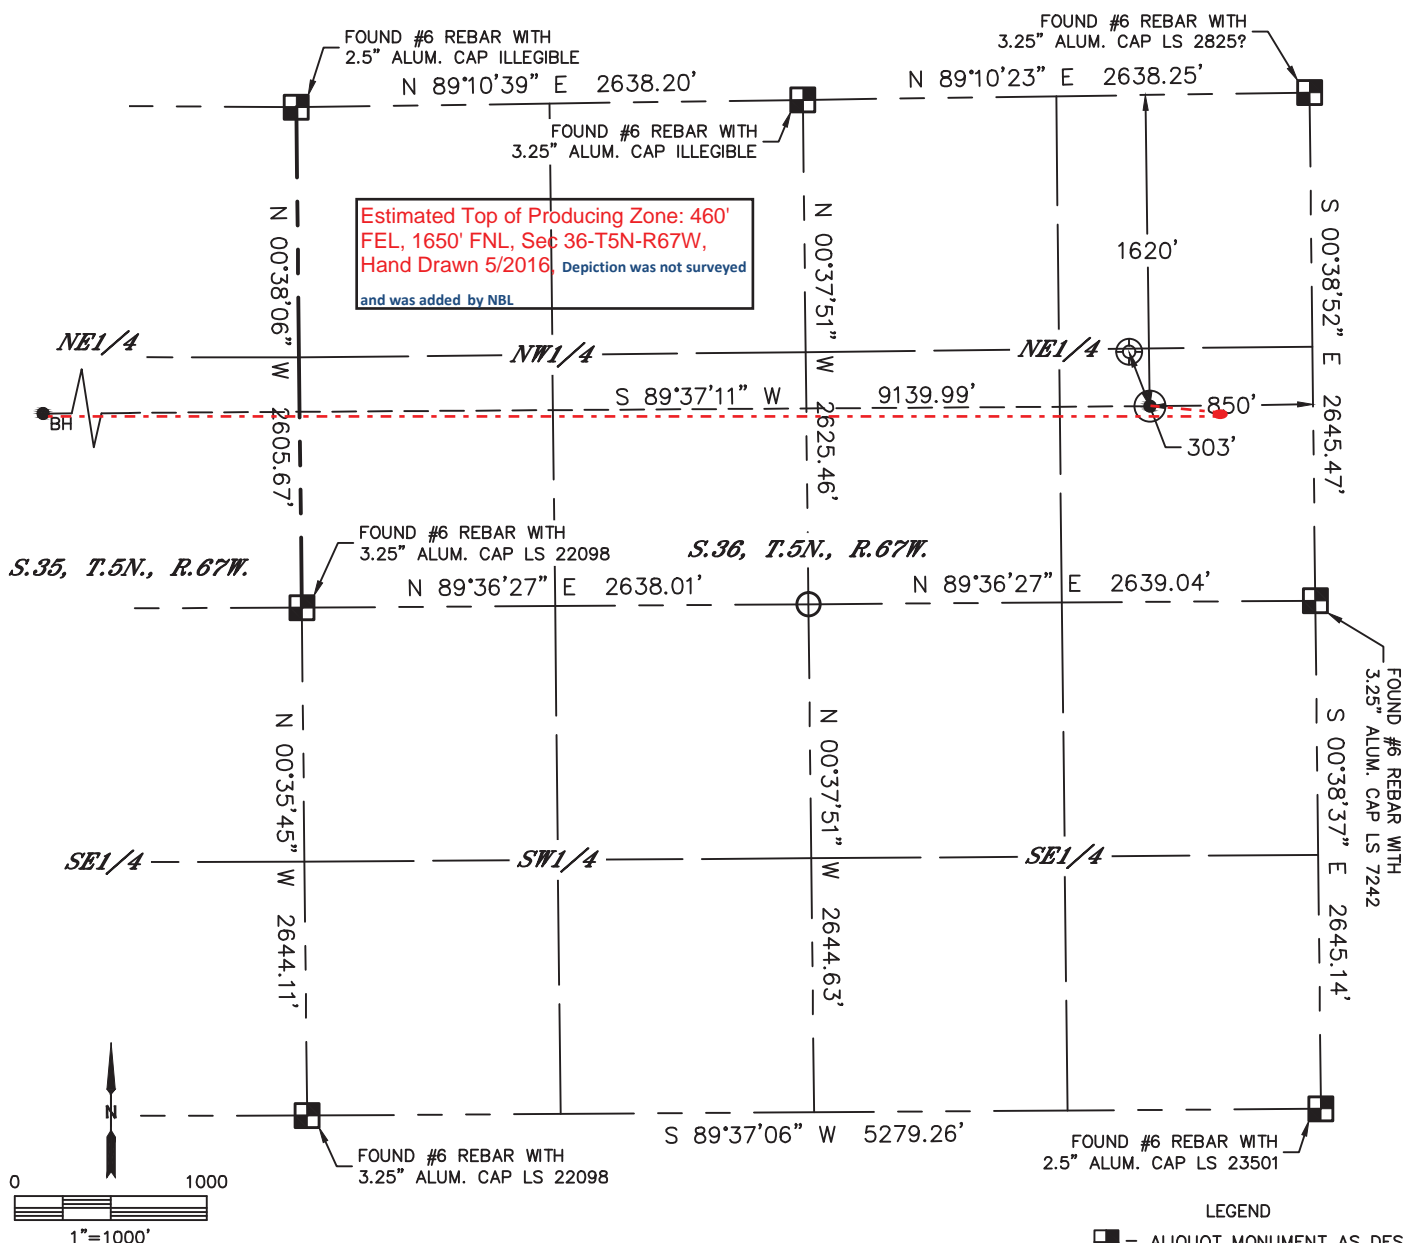 FOUND #6 REBAR WITH
2.5" ALUM. CAP ILLEGIBLE
FOUND #6 REBAR WITH
3.25" ALUM. CAP LS 2825?
N 89°10'39" E 2638.20'
N 89°10'23" E 2638.25'
FOUND #6 REBAR WITH
3.25" ALUM. CAP ILLEGIBLE
Estimated Top of Producing Zone: 460'
FEL, 1650' FNL, Sec 36-T5N-R67W,
Hand Drawn 5/2016, Depiction was not surveyed
and was added by NBL
N 00°38'06" W 2605.67'
N 00°37'51" W 2625.46'
S 00°38'52" E 2645.47'
1620'
NE1/4
NW1/4
NE1/4
S 89°37'11" W 9139.99'
850'
BH
303'
FOUND #6 REBAR WITH
3.25" ALUM. CAP LS 22098
S.35, T.5N., R.67W.
S.36, T.5N., R.67W.
N 89°36'27" E 2638.01'
N 89°36'27" E 2639.04'
FOUND #6 REBAR WITH
3.25" ALUM. CAP LS 7242
N 00°35'45" W 2644.11'
N 00°37'51" W 2644.63'
S 00°38'37" E 2645.14'
SE1/4
SW1/4
SE1/4
N
S 89°37'06" W 5279.26'
FOUND #6 REBAR WITH
3.25" ALUM. CAP LS 22098
FOUND #6 REBAR WITH
2.5" ALUM. CAP LS 23501
0 1000
1"=1000'
LEGEND
= ALIQUOT MONUMENT AS DES